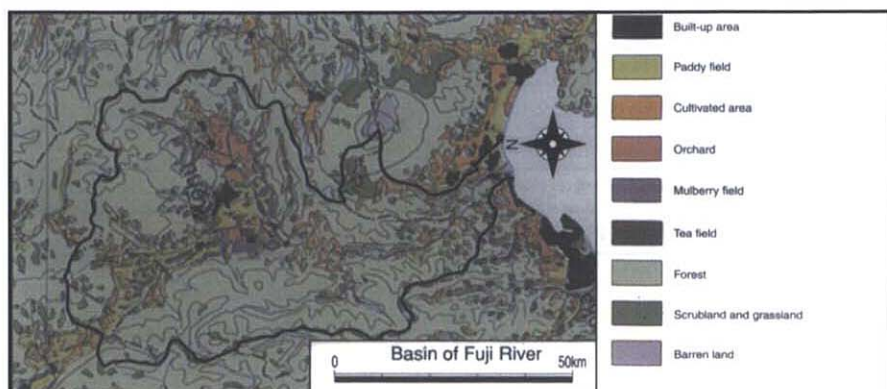 Built-up area
Paddy field
Cultivated area
Orchard
Mulberry field
Tea field
Forest
Scrubland and grassland
Barren land
N
Basin of Fuji River
0 50km